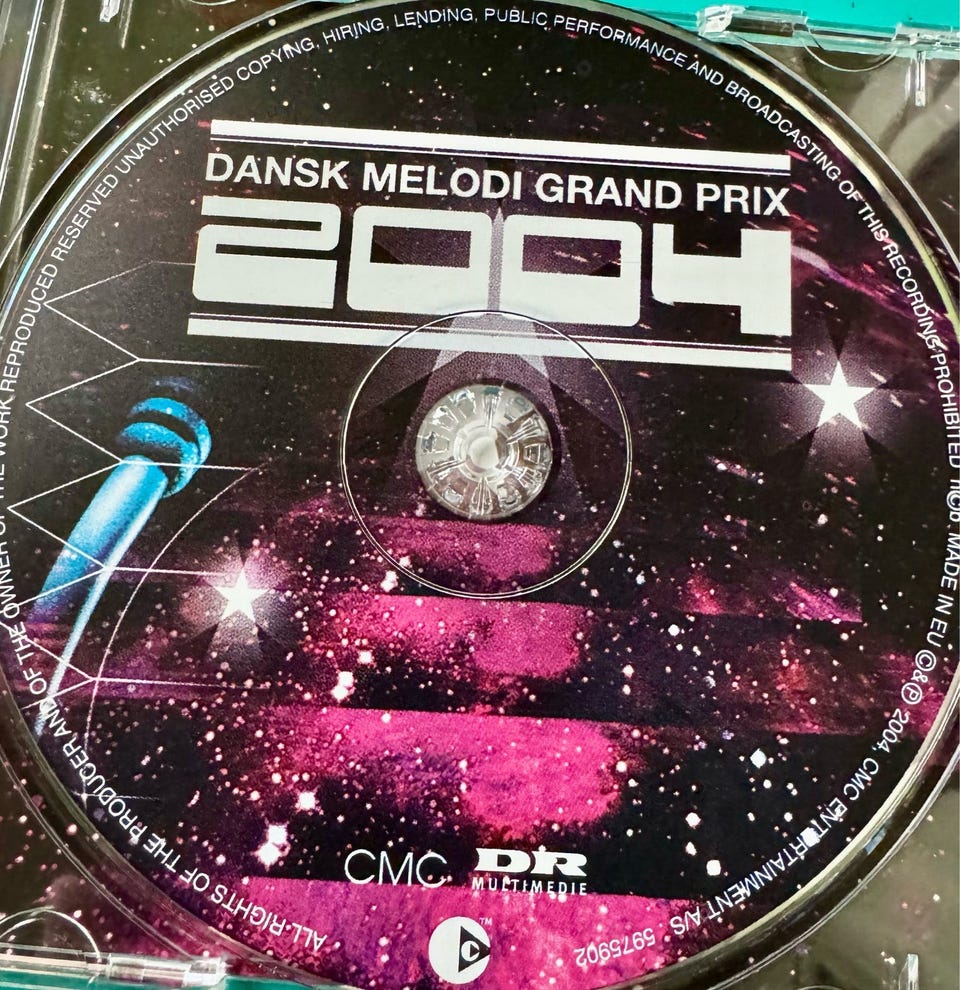 DANSK MELODI GRAND PRIX
2004
CMC
DR
MULTIMEDIE
TM
C
ALL RIGHTS OF THE PRODUCER AND OF THE OWNER OF THE WORK REPRODUCED RESERVED UNAUTHORISED COPYING, HIRING, LENDING, PUBLIC PERFORMANCE AND BROADCASTING OF THIS RECORDING PROHIBITED n©b MADE IN EU ©&℗ 2004, CMC ENTERTAINMENT A/S . 5975902